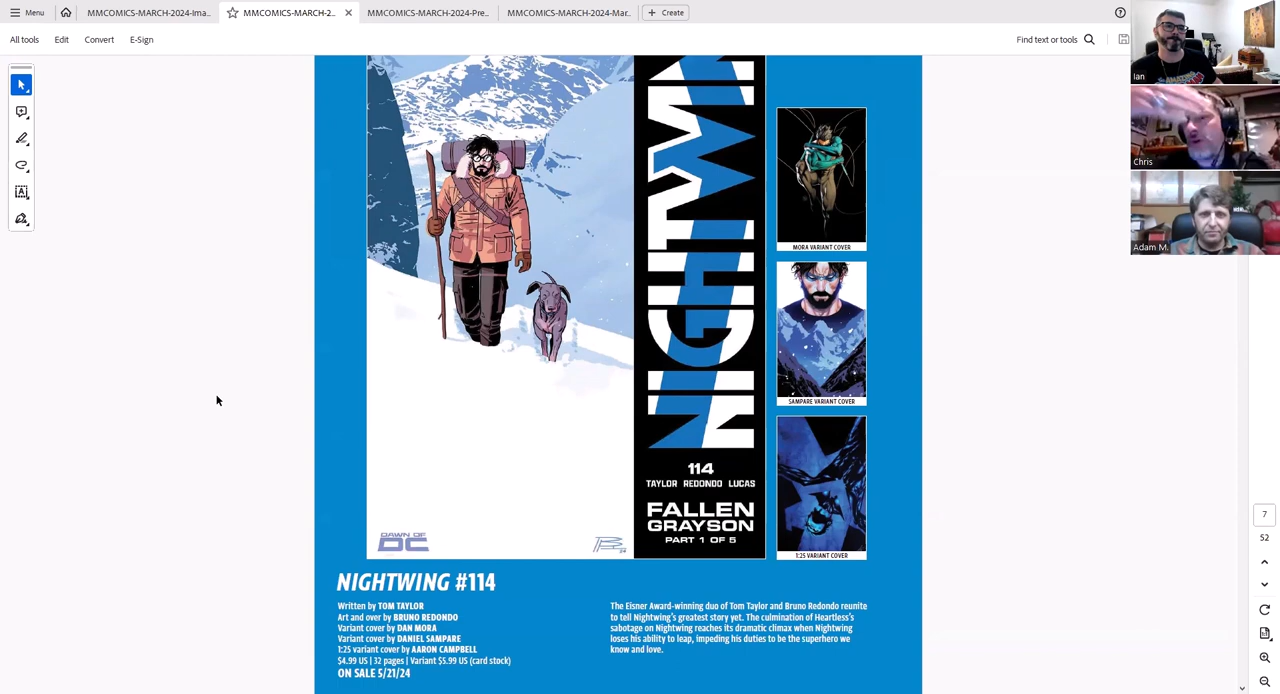 Menu
MMCOMICS-MARCH-2024-Ima...
MMCOMICS-MARCH-2...
MMCOMICS-MARCH-2024-Pre...
MMCOMICS-MARCH-2024-Mar...
+ Create
All tools
Edit
Convert
E-Sign
Find text or tools
Ian
Chris
Adam M.
NIGHTWIN
MORA VARIANT COVER
SAMPARE VARIANT COVER
1:25 VARIANT COVER
114
TAYLOR REDONDO LUCAS
FALLEN
GRAYSON
PART 1 OF 5
DAWN OF
DC
7
52
NIGHTWING #114
Written by TOM TAYLOR
Art and cover by BRUNO REDONDO
Variant cover by DAN MORA
Variant cover by DANIEL SAMPARE
1:25 variant cover by AARON CAMPBELL
$4.99 US | 32 pages | Variant $5.99 US (card stock)
ON SALE 5/21/24
The Eisner Award-winning duo of Tom Taylor and Bruno Redondo reunite
to tell Nightwing's greatest story yet. The culmination of Heartless's
sabotage on Nightwing reaches its dramatic climax when Nightwing
loses his ability to leap, impeding his duties to be the superhero we
know and love.